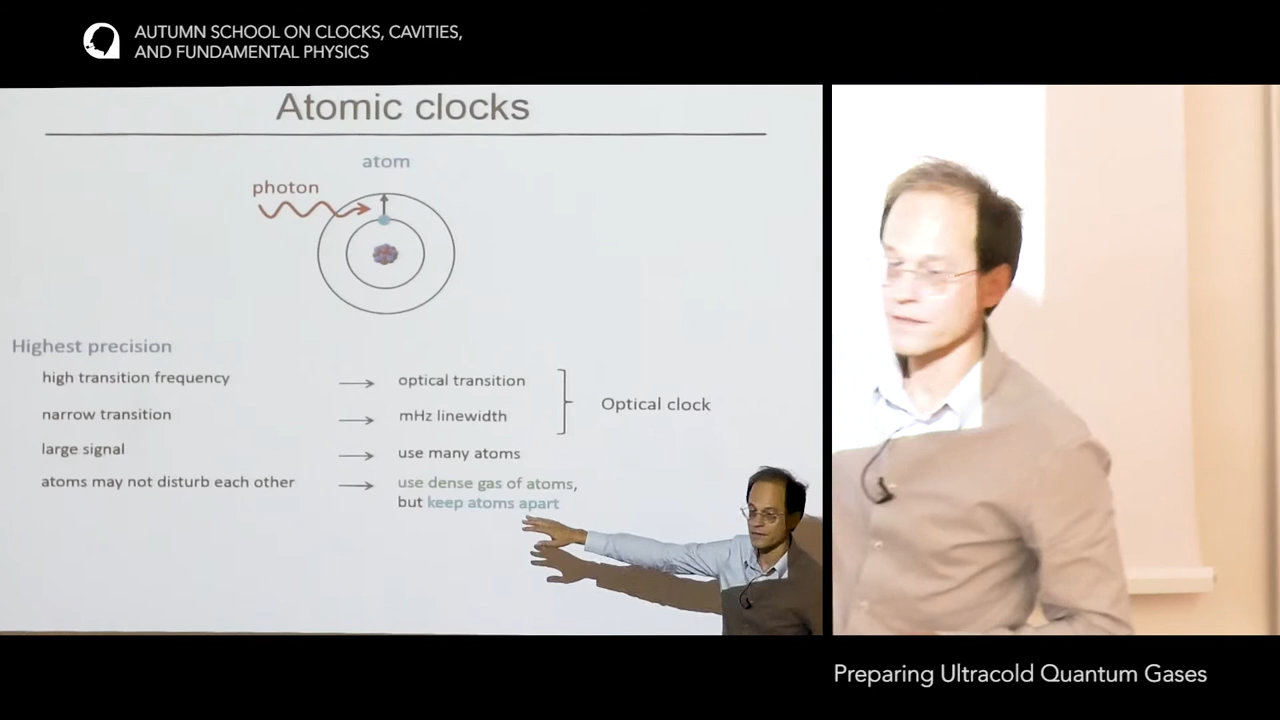 AUTUMN SCHOOL ON CLOCKS, CAVITIES,
AND FUNDAMENTAL PHYSICS
Atomic clocks
atom
photon
Highest precision
high transition frequency
optical transition
narrow transition
mHz linewidth
Optical clock
large signal
use many atoms
atoms may not disturb each other
use dense gas of atoms,
but keep atoms apart
Preparing Ultracold Quantum Gases